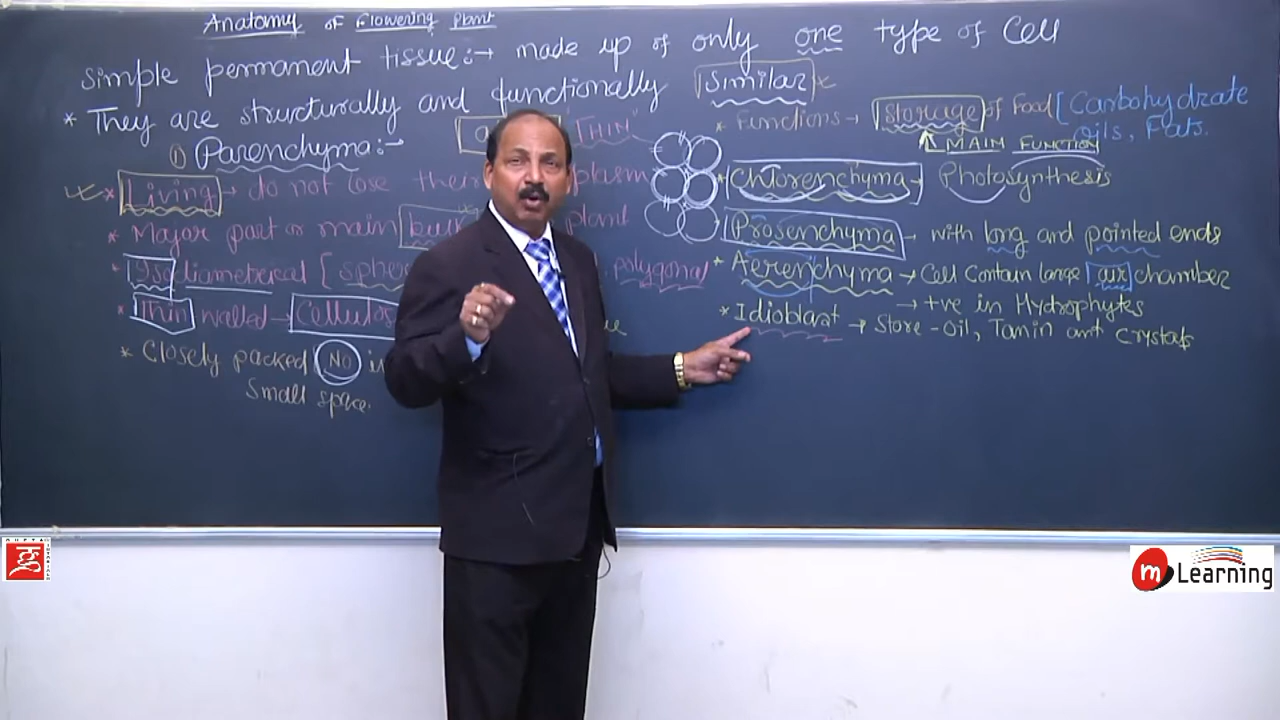 Anatomy of Flowering Plant
Simple permanent tissue:→ made up of only one type of Cell
* They are structurally and functionally Similar
① Parenchyma:-
THIN
* Living → do not lose their plasm
* Major part or main bulk plant
* Isodiametrical [ spher polygonal
* Thin walled → Cellulos
* Closely packed NO
Small space.
* Functions → Storage of Food [Carbohydrate
Oils, Fats.
MAIN FUNCTION
* Chlorenchyma → Photosynthesis
Prosenchyma → with long and pointed ends
* Aerenchyma → Cell Contain large air chamber
→ +ve in Hydrophytes
* Idioblast → Store - Oil, Tanin and Crystals
m Learning